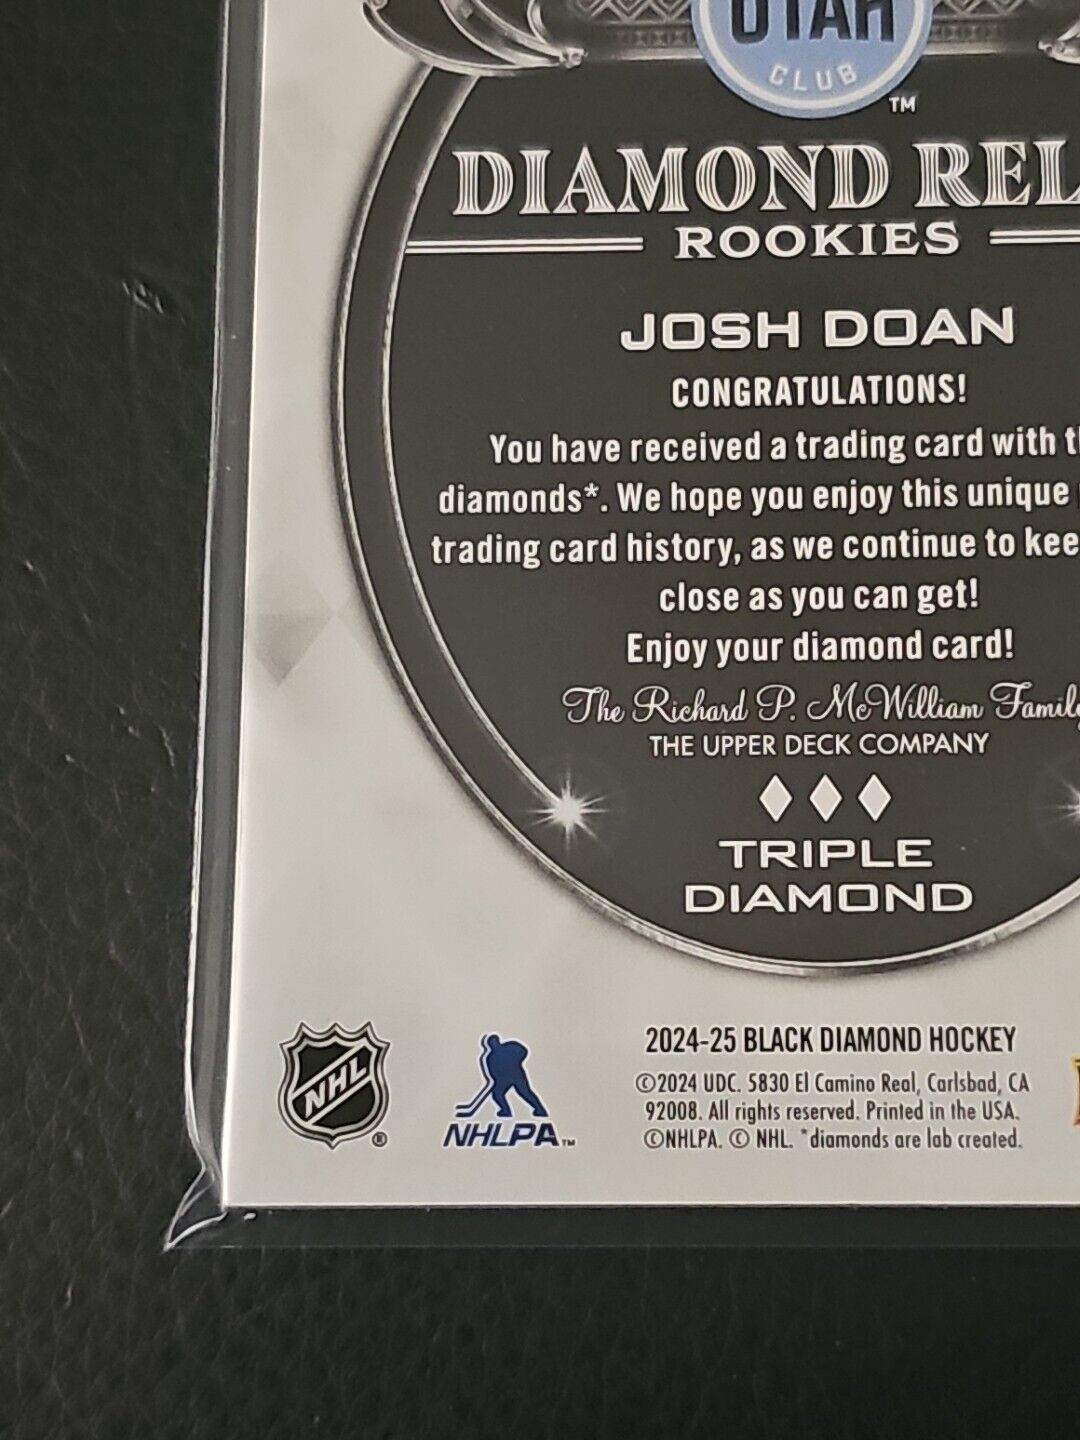 UTAH
CLUB
TM
DIAMOND REL
ROOKIES
JOSH DOAN
CONGRATULATIONS!
You have received a trading card with th
diamonds*. We hope you enjoy this unique
trading card history, as we continue to kee
close as you can get!
Enjoy your diamond card!
The Richard P. McWilliam Family
THE UPPER DECK COMPANY
TRIPLE
DIAMOND
NHL
®
NHLPA™
2024-25 BLACK DIAMOND HOCKEY
©2024 UDC. 5830 El Camino Real, Carlsbad, CA
92008. All rights reserved. Printed in the USA.
©NHLPA. © NHL. *diamonds are lab created.